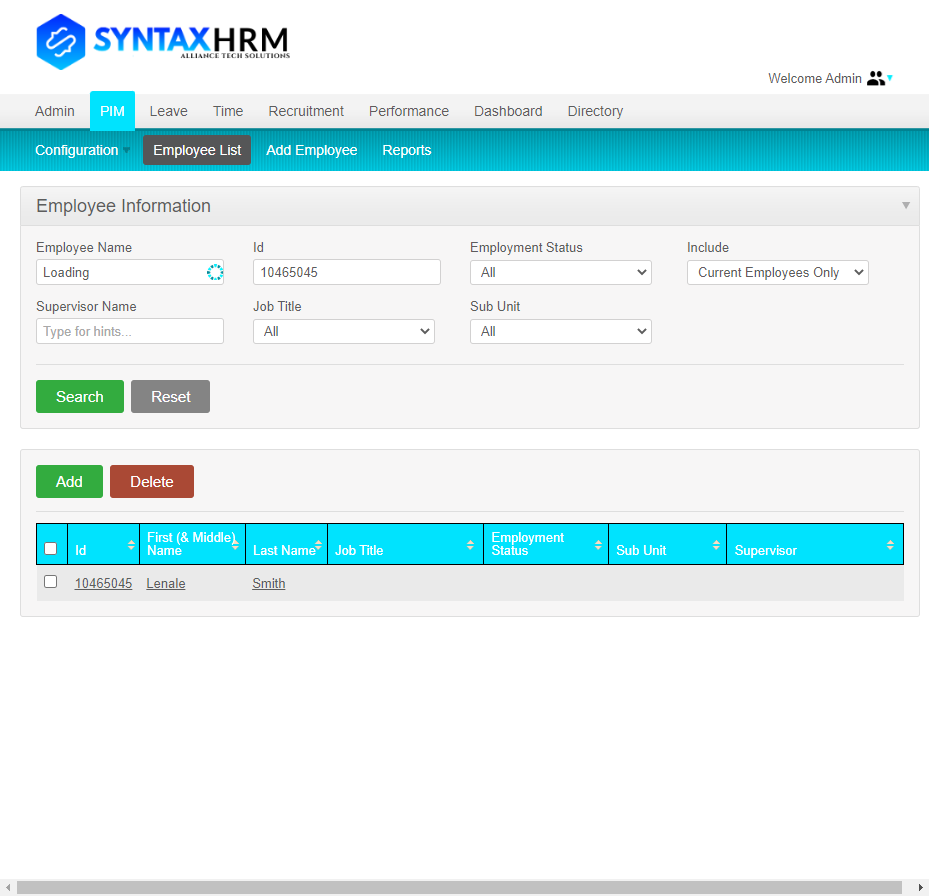 SYNTAXHRM
ALLIANCE TECH SOLUTIONS
Welcome Admin
Admin PIM Leave Time Recruitment Performance Dashboard Directory
Configuration Employee List Add Employee Reports
Employee Information
Employee Name Id Employment Status Include
Loading 10465045 All Current Employees Only
Supervisor Name Job Title Sub Unit
Type for hints... All All
Search Reset
Add Delete
Id First (& Middle) Name Last Name Job Title Employment Status Sub Unit Supervisor
10465045 Lenale Smith